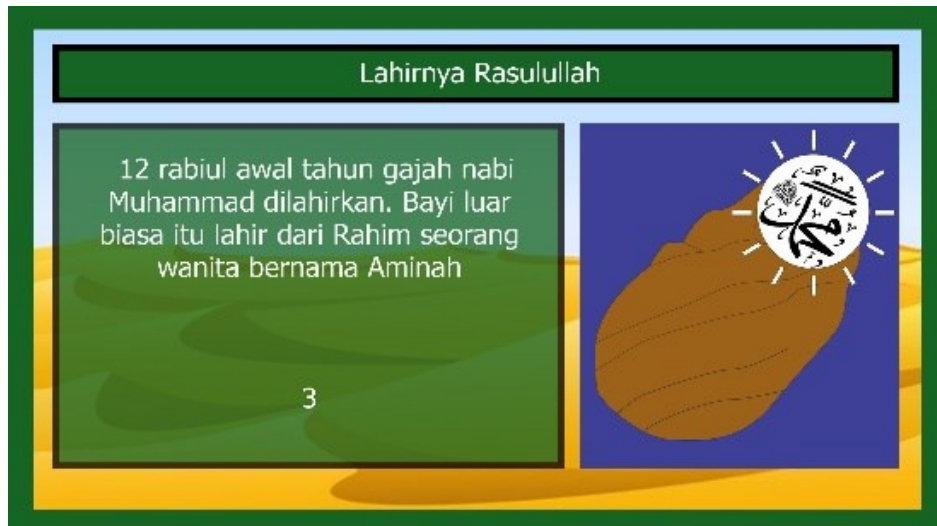 Lahirnya Rasulullah
12 rabiul awal tahun gajah nabi
Muhammad dilahirkan. Bayi luar
biasa itu lahir dari Rahim seorang
wanita bernama Aminah
3